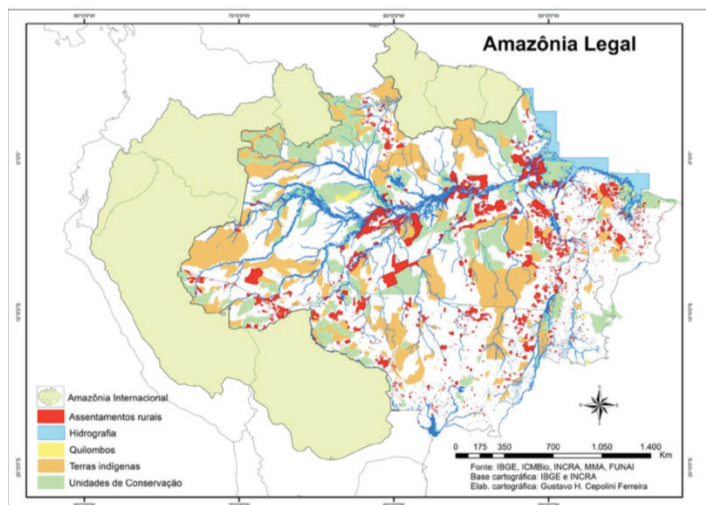 Amazônia Legal
Amazônia Internacional
Assentamentos rurais
Hidrografia
Quilombos
Terras indígenas
Unidades de Conservação
0 175 350 700 1.050 1.400
Km
Fonte: IBGE, ICMBio, INCRA, MMA, FUNAI
Base cartográfica: IBGE e INCRA
Elab. cartográfica: Gustavo H. Cepolini Ferreira